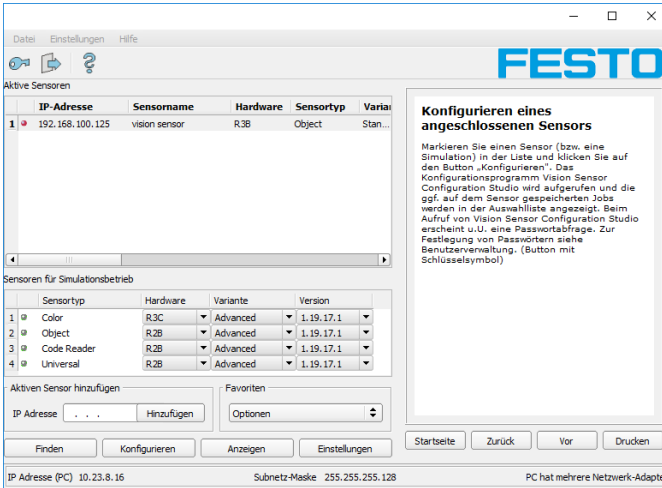 Datei Einstellungen Hilfe
FESTO
Aktive Sensoren
IP-Adresse Sensorname Hardware Sensortyp Varia
1 192.168.100.125 vision sensor R3B Object Stan...
Sensoren für Simulationsbetrieb
Sensortyp Hardware Variante Version
1 Color R3C Advanced 1.19.17.1
2 Object R2B Advanced 1.19.17.1
3 Code Reader R2B Advanced 1.19.17.1
4 Universal R2B Advanced 1.19.17.1
Aktiven Sensor hinzufügen
IP Adresse . . . Hinzufügen
Favoriten
Optionen
Finden Konfigurieren Anzeigen Einstellungen
Konfigurieren eines
angeschlossenen Sensors
Markieren Sie einen Sensor (bzw. eine
Simulation) in der Liste und klicken Sie auf
den Button „Konfigurieren". Das
Konfigurationsprogramm Vision Sensor
Configuration Studio wird aufgerufen und die
ggf. auf dem Sensor gespeicherten Jobs
werden in der Auswahlliste angezeigt. Beim
Aufruf von Vision Sensor Configuration Studio
erscheint u.U. eine Passwortabfrage. Zur
Festlegung von Passwörtern siehe
Benutzerverwaltung. (Button mit
Schlüsselsymbol)
Startseite Zurück Vor Drucken
IP Adresse (PC) 10.23.8.16 Subnetz-Maske 255.255.255.128 PC hat mehrere Netzwerk-Adapte